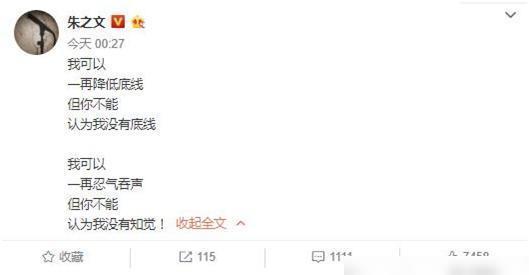 朱之文
今天 00:27
我可以
一再降低底线
但你不能
认为我没有底线
我可以
一再忍气吞声
但你不能
认为我没有知觉！ 收起全文
收藏 115 1111 7458